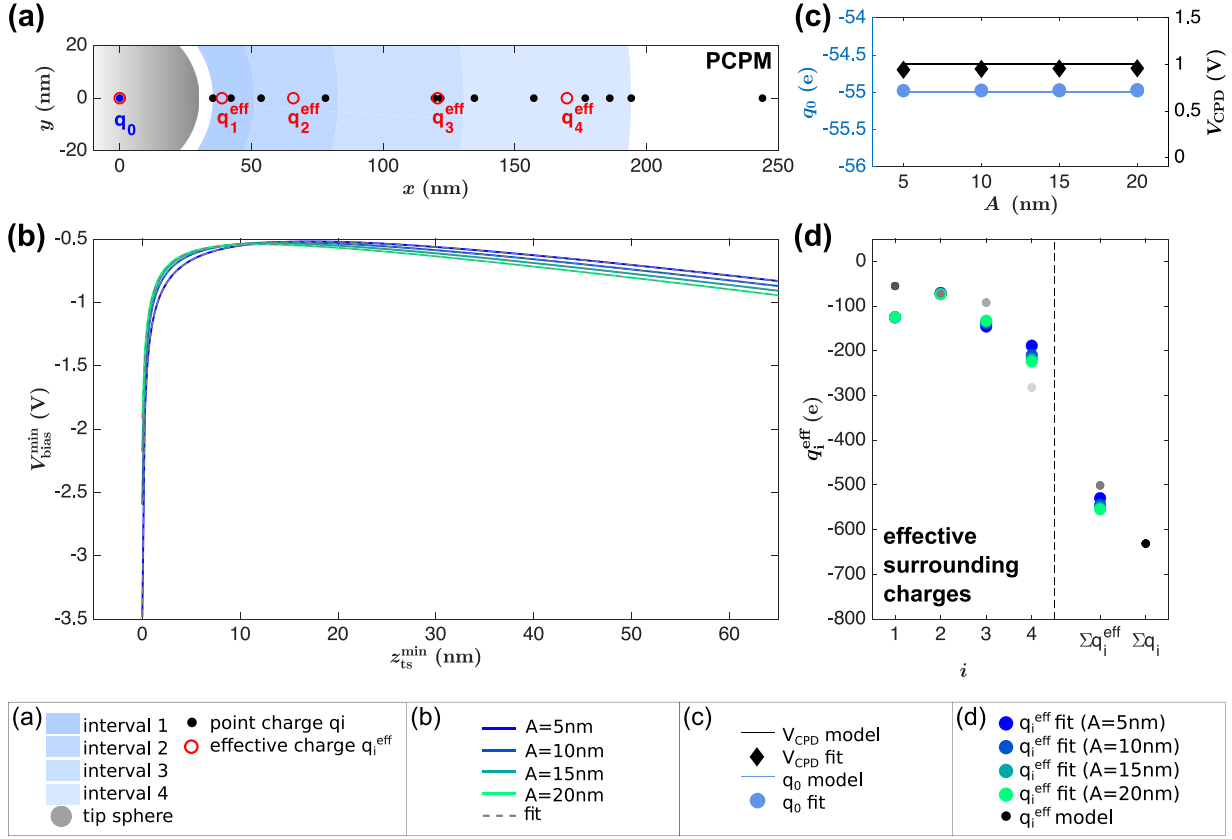 (a)
20
0
-20
y (nm)
PCPM
q0
q1eff
q2eff
q3eff
q4eff
0 50 100 150 200 250
x (nm)
(c)
-54
-54.5
-55
-55.5
-56
q0 (e)
1.5
1
0.5
0
VCPD (V)
5 10 15 20
A (nm)
(b)
-0.5
-1
-1.5
-2
-2.5
-3
-3.5
Vbiasmin (V)
0 10 20 30 40 50 60
ztsmin (nm)
(d)
0
-100
-200
-300
-400
-500
-600
-700
-800
qieff (e)
effective
surrounding
charges
1 2 3 4 Σqieff Σqi
i
(a)
interval 1
interval 2
interval 3
interval 4
tip sphere
point charge qi
effective charge qieff
(b)
A=5nm
A=10nm
A=15nm
A=20nm
fit
(c)
VCPD model
VCPD fit
q0 model
q0 fit
(d)
qieff fit (A=5nm)
qieff fit (A=10nm)
qieff fit (A=15nm)
qieff fit (A=20nm)
qieff model